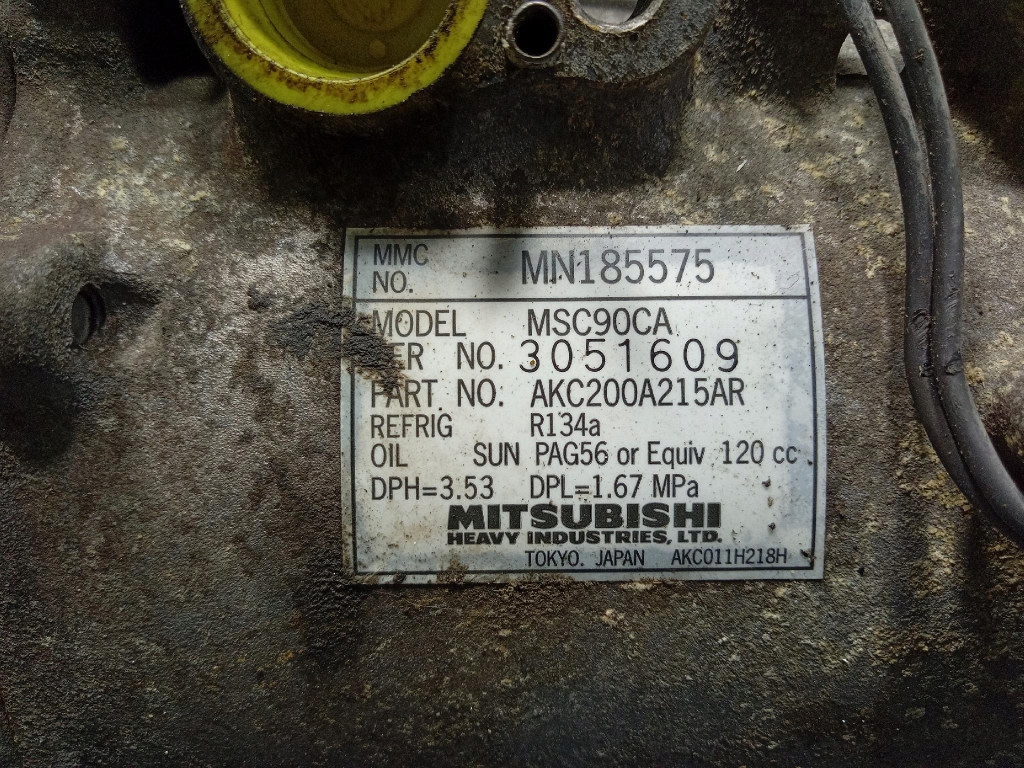 MMC NO. MN185575
MODEL MSC90CA
ER NO. 3051609
PART NO. AKC200A215AR
REFRIG R134a
OIL SUN PAG56 or Equiv 120 cc
DPH=3.53 DPL=1.67 MPa
MITSUBISHI
HEAVY INDUSTRIES, LTD.
TOKYO. JAPAN AKC011H218H